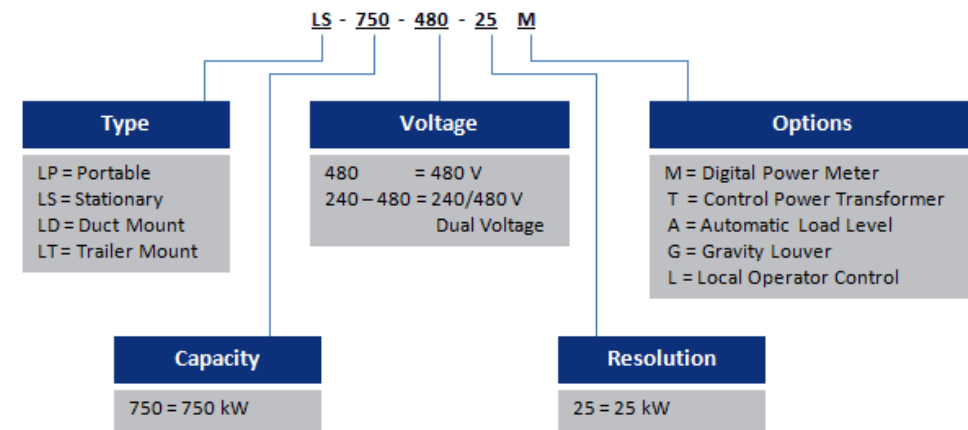 LS - 750 - 480 - 25 M
Type
LP = Portable
LS = Stationary
LD = Duct Mount
LT = Trailer Mount
Voltage
480 = 480 V
240 – 480 = 240/480 V
Dual Voltage
Options
M = Digital Power Meter
T = Control Power Transformer
A = Automatic Load Level
G = Gravity Louver
L = Local Operator Control
Capacity
750 = 750 kW
Resolution
25 = 25 kW